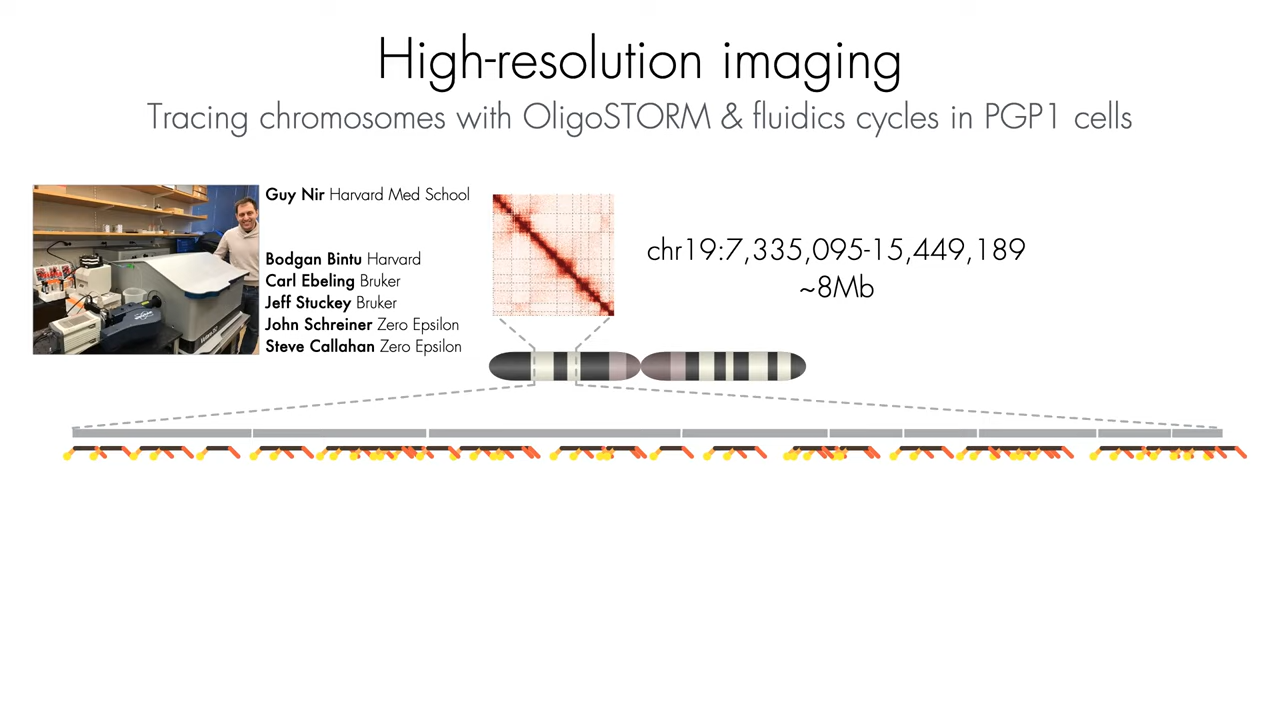 High-resolution imaging
Tracing chromosomes with OligoSTORM & fluidics cycles in PGP1 cells
Guy Nir Harvard Med School
Bodgan Bintu Harvard
Carl Ebeling Bruker
Jeff Stuckey Bruker
John Schreiner Zero Epsilon
Steve Callahan Zero Epsilon
chr19:7,335,095-15,449,189
~8Mb